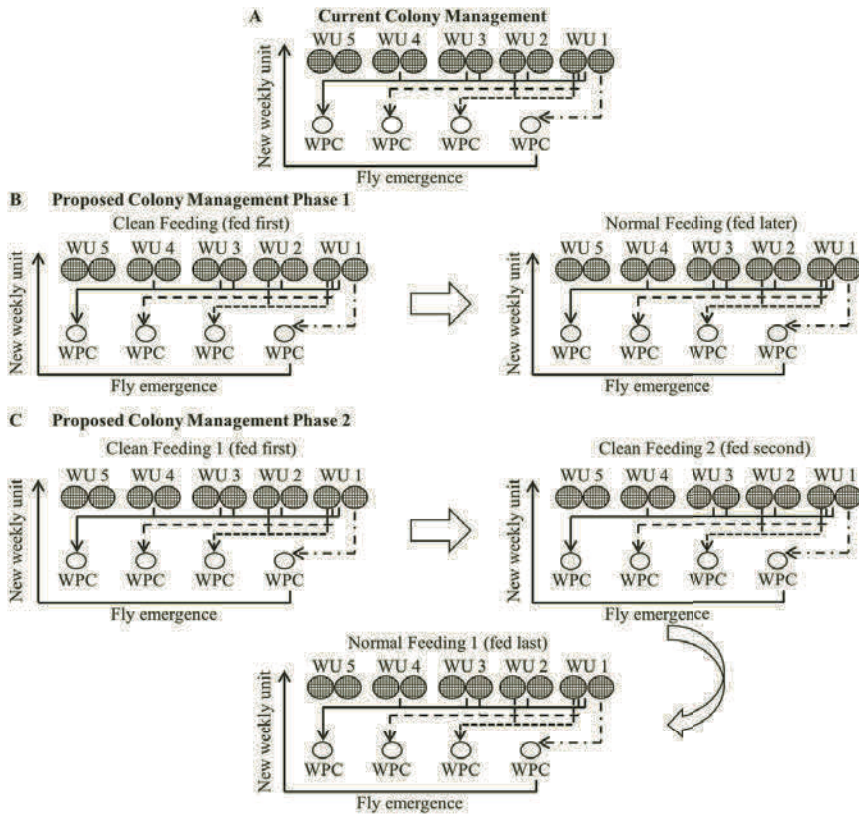 A Current Colony Management
WU 5 WU 4 WU 3 WU 2 WU 1
New weekly unit
WPC WPC WPC WPC
Fly emergence
B Proposed Colony Management Phase 1
Clean Feeding (fed first)
WU 5 WU 4 WU 3 WU 2 WU 1
New weekly unit
WPC WPC WPC WPC
Fly emergence
Normal Feeding (fed later)
WU 5 WU 4 WU 3 WU 2 WU 1
New weekly unit
WPC WPC WPC WPC
Fly emergence
C Proposed Colony Management Phase 2
Clean Feeding 1 (fed first)
WU 5 WU 4 WU 3 WU 2 WU 1
New weekly unit
WPC WPC WPC WPC
Fly emergence
Clean Feeding 2 (fed second)
WU 5 WU 4 WU 3 WU 2 WU 1
New weekly unit
WPC WPC WPC WPC
Fly emergence
Normal Feeding 1 (fed last)
WU 5 WU 4 WU 3 WU 2 WU 1
New weekly unit
WPC WPC WPC WPC
Fly emergence